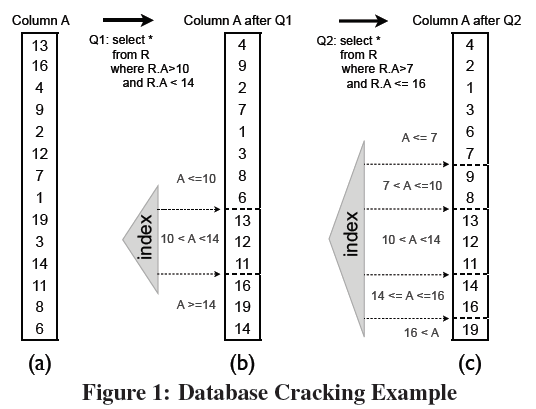 Column A
Column A after Q1
Column A after Q2
Q1: select *
from R
where R.A>10
and R.A < 14
Q2: select *
from R
where R.A>7
and R.A <= 16
13
16
4
9
2
12
7
1
19
3
14
11
8
6
(a)
index
A <=10
10 < A <14
A >=14
4
9
2
7
1
3
8
6
13
12
11
16
19
14
(b)
index
A <= 7
7 < A <=10
10 < A <14
14 <= A <=16
16 < A
4
2
1
3
6
7
9
8
13
12
11
14
16
19
(c)
Figure 1: Database Cracking Example